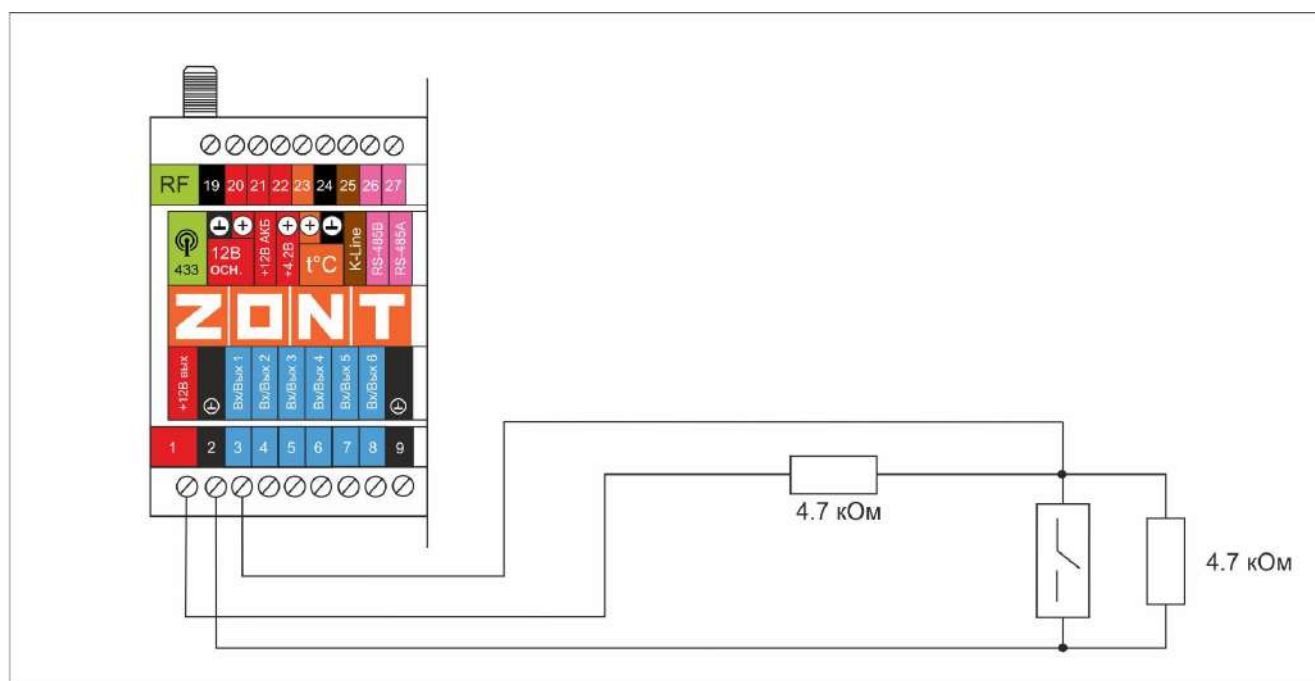 RF 19 20 21 22 23 24 25 26 27
433
12В
осн.
+12В АКБ
+4.2В
t°C
K-Line
RS-485B
RS-485A
ZONT
+12В вых
Вх/Вых 1
Вх/Вых 2
Вх/Вых 3
Вх/Вых 4
Вх/Вых 5
Вх/Вых 6
1 2 3 4 5 6 7 8 9
4.7 кОм
4.7 кОм